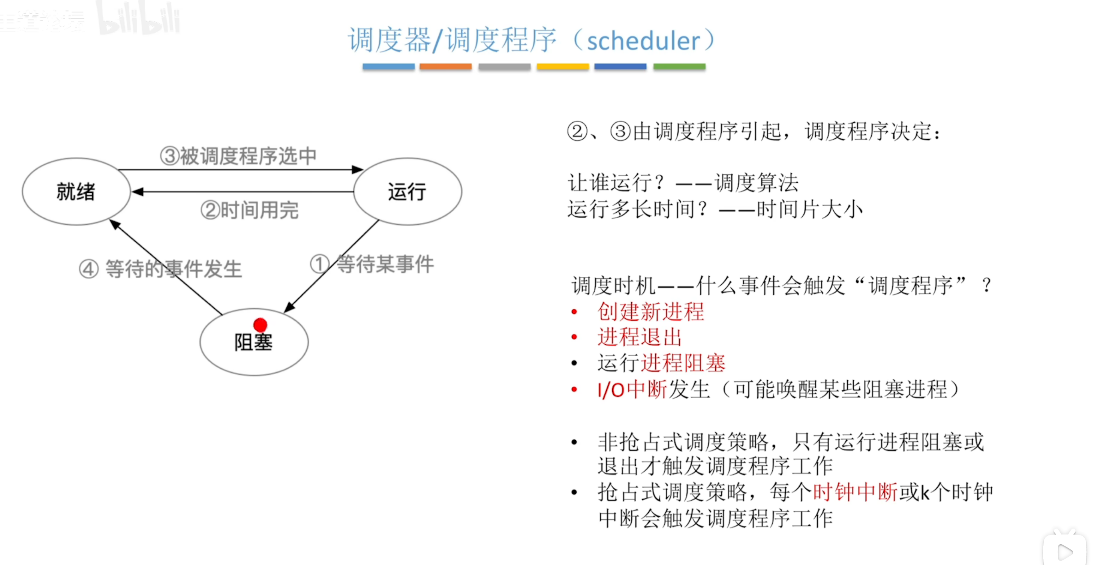 bilibili
调度器/调度程序（scheduler）
②、③由调度程序引起，调度程序决定：
③被调度程序选中
就绪
运行
让谁运行？——调度算法
②时间用完
运行多长时间？——时间片大小
④ 等待的事件发生
① 等待某事件
阻塞
调度时机——什么事件会触发“调度程序”？
• 创建新进程
• 进程退出
• 运行进程阻塞
• I/O中断发生（可能唤醒某些阻塞进程）
• 非抢占式调度策略，只有运行进程阻塞或
退出才触发调度程序工作
• 抢占式调度策略，每个时钟中断或k个时钟
中断会触发调度程序工作